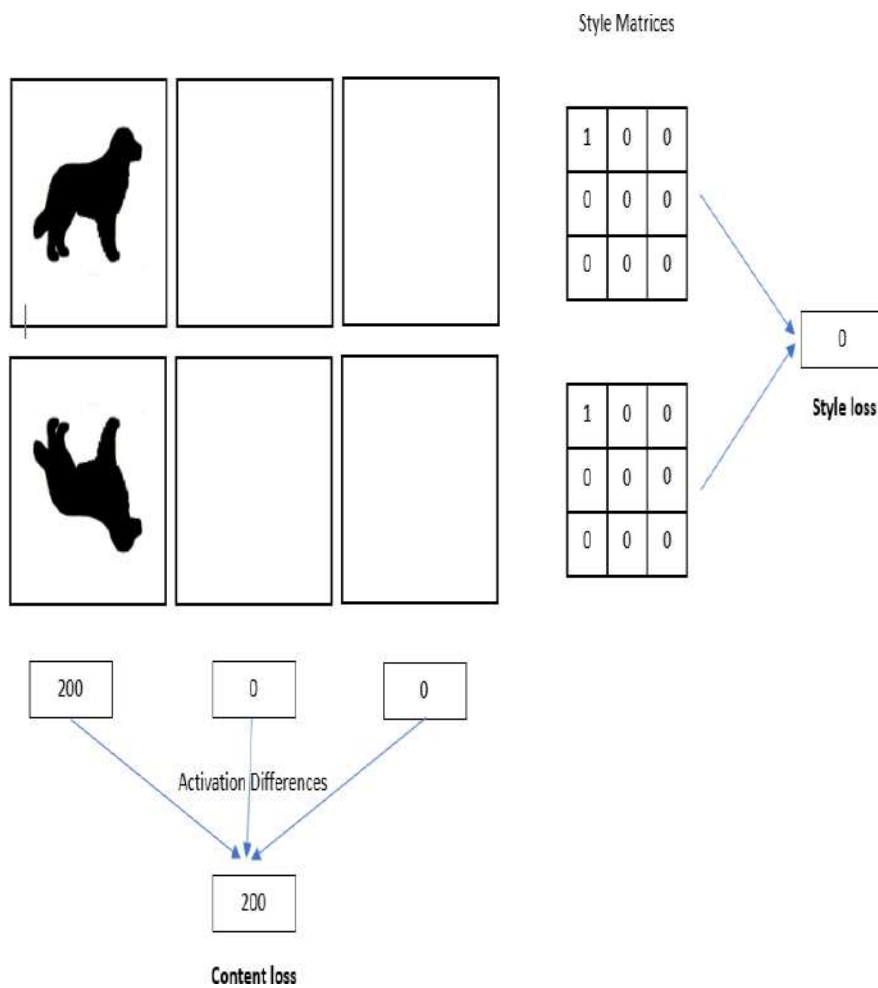 Style Matrices
1 0 0
0 0 0
0 0 0
0
Style loss
1 0 0
0 0 0
0 0 0
200 0 0
Activation Differences
200
Content loss